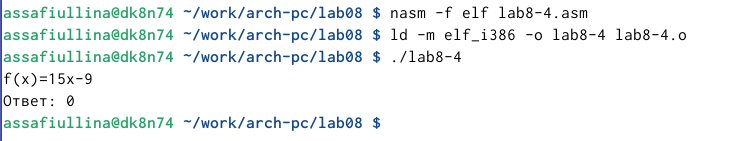 assafiullina@dk8n74 ~/work/arch-pc/lab08 $ nasm -f elf lab8-4.asm
assafiullina@dk8n74 ~/work/arch-pc/lab08 $ ld -m elf_i386 -o lab8-4 lab8-4.o
assafiullina@dk8n74 ~/work/arch-pc/lab08 $ ./lab8-4
f(x)=15x-9
Ответ: 0
assafiullina@dk8n74 ~/work/arch-pc/lab08 $